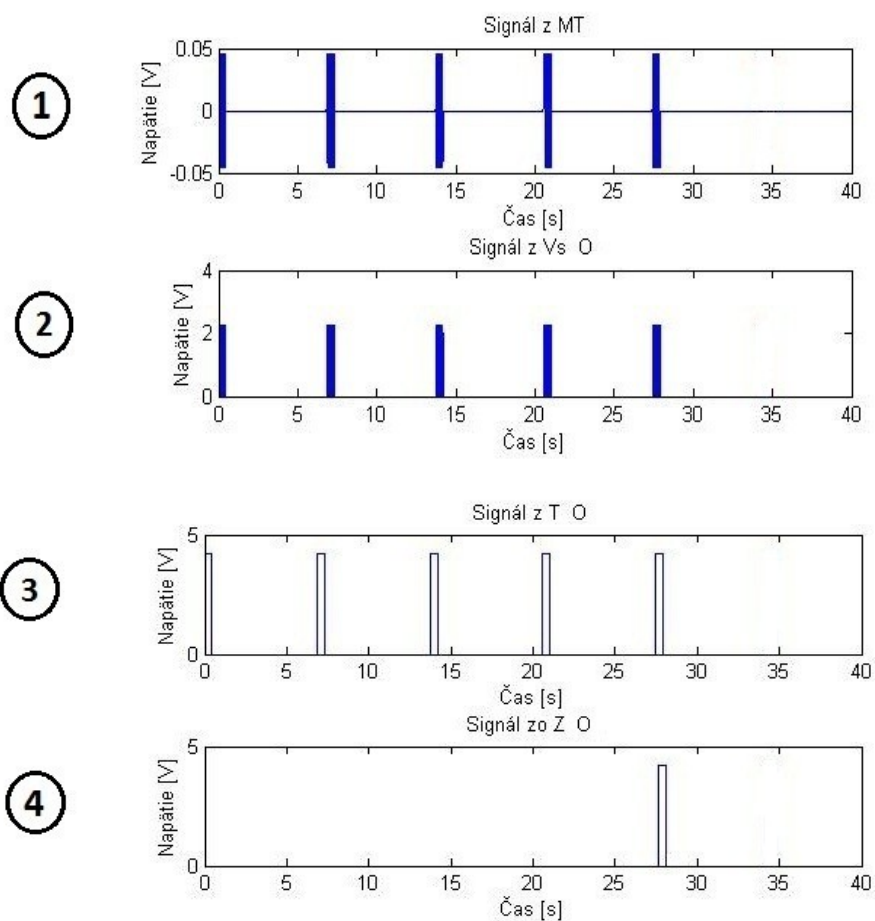 Signál z MT
1
Napätie [V]
0.05
0
-0.05
0 5 10 15 20 25 30 35 40
Čas [s]
Signál z Vs O
2
Napätie [V]
4
2
0
0 5 10 15 20 25 30 35 40
Čas [s]
Signál z T O
3
Napätie [V]
5
0
0 5 10 15 20 25 30 35 40
Čas [s]
Signál zo Z O
4
Napätie [V]
5
0
0 5 10 15 20 25 30 35 40
Čas [s]